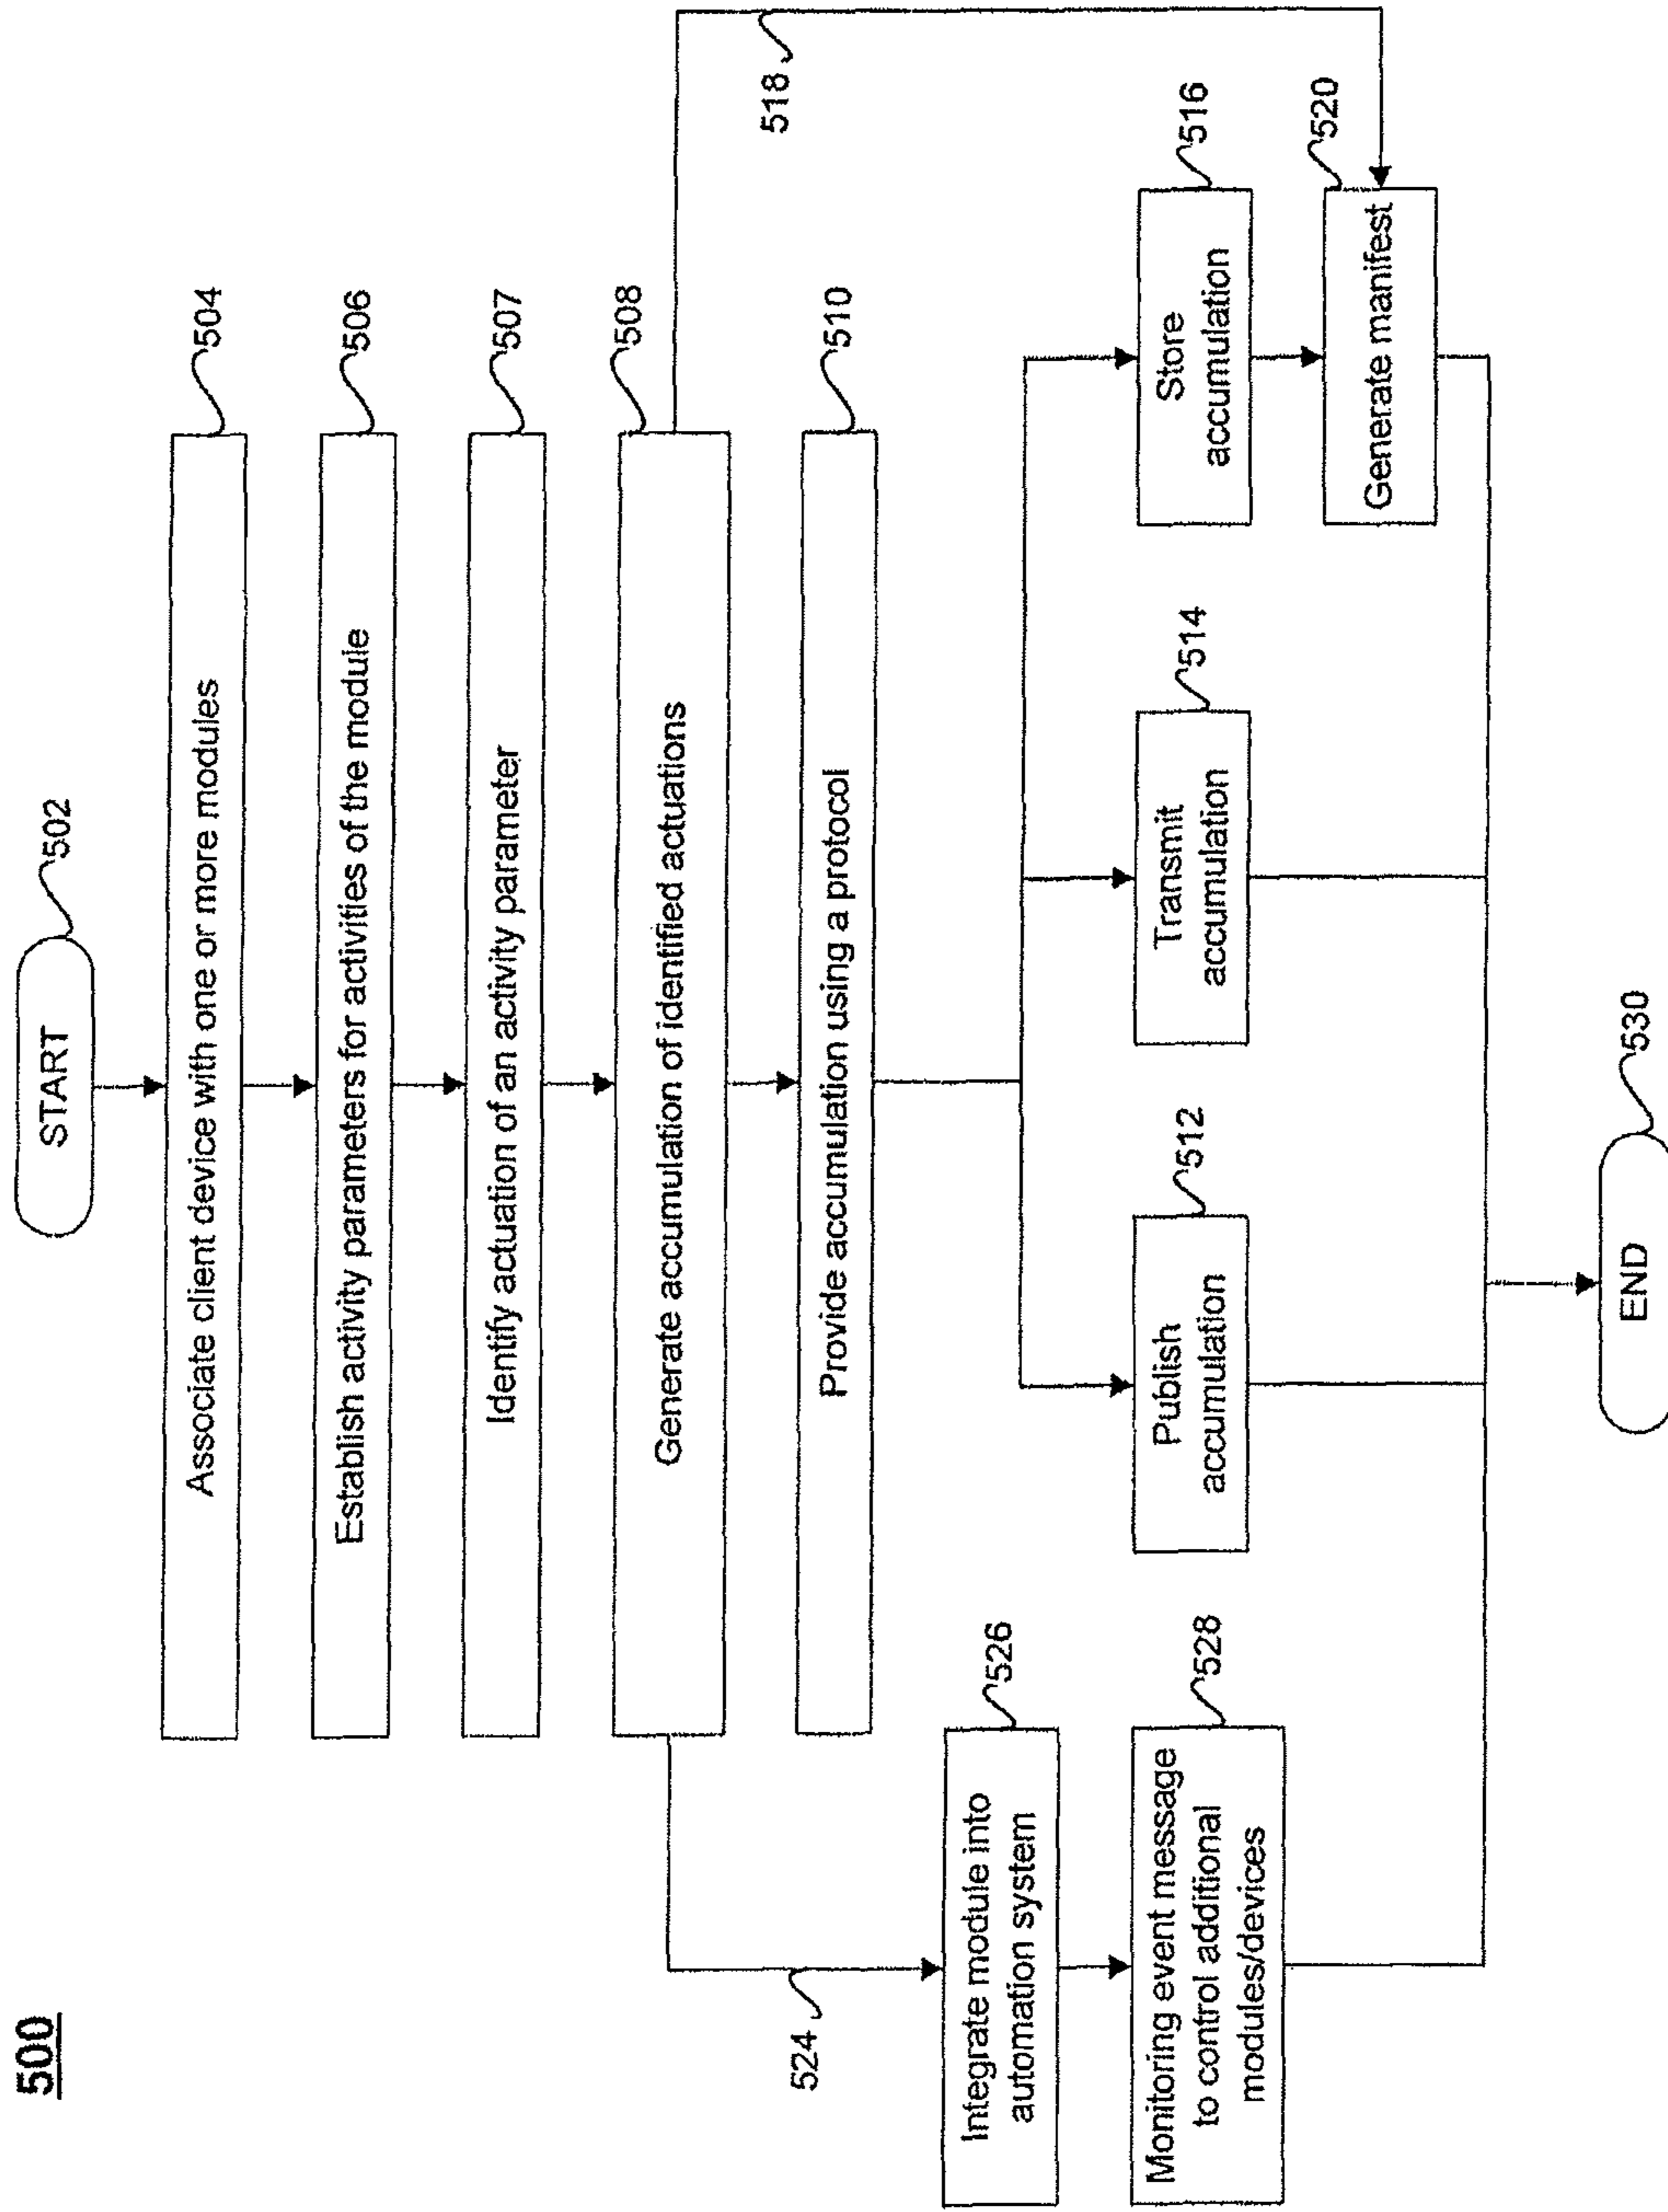 500
START
502
Associate client device with one or more modules
504
Establish activity parameters for activities of the module
506
Identify actuation of an activity parameter
507
Generate accumulation of identified actuations
508
518
Provide accumulation using a protocol
510
524
Integrate module into
automation system
526
Monitoring event message
to control additional
modules/devices
528
Publish
accumulation
512
Transmit
accumulation
514
Store
accumulation
516
Generate manifest
520
END
530